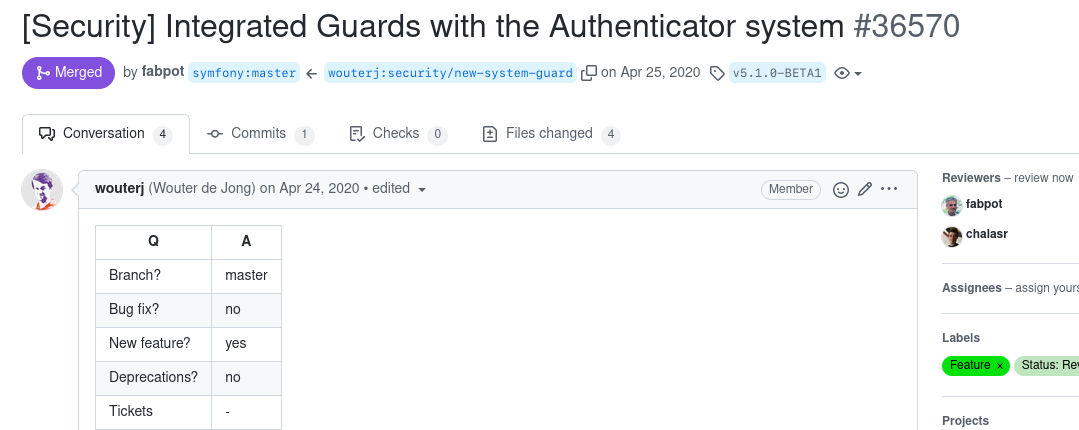 [Security] Integrated Guards with the Authenticator system #36570
Merged by fabpot symfony:master ← wouterj:security/new-system-guard on Apr 25, 2020 v5.1.0-BETA1
Conversation 4 Commits 1 Checks 0 Files changed 4
wouterj (Wouter de Jong) on Apr 24, 2020 • edited Member
Q A
Branch? master
Bug fix? no
New feature? yes
Deprecations? no
Tickets -
Reviewers – review now
fabpot
chalasr
Assignees – assign yours
Labels
Feature × Status: Rev
Projects